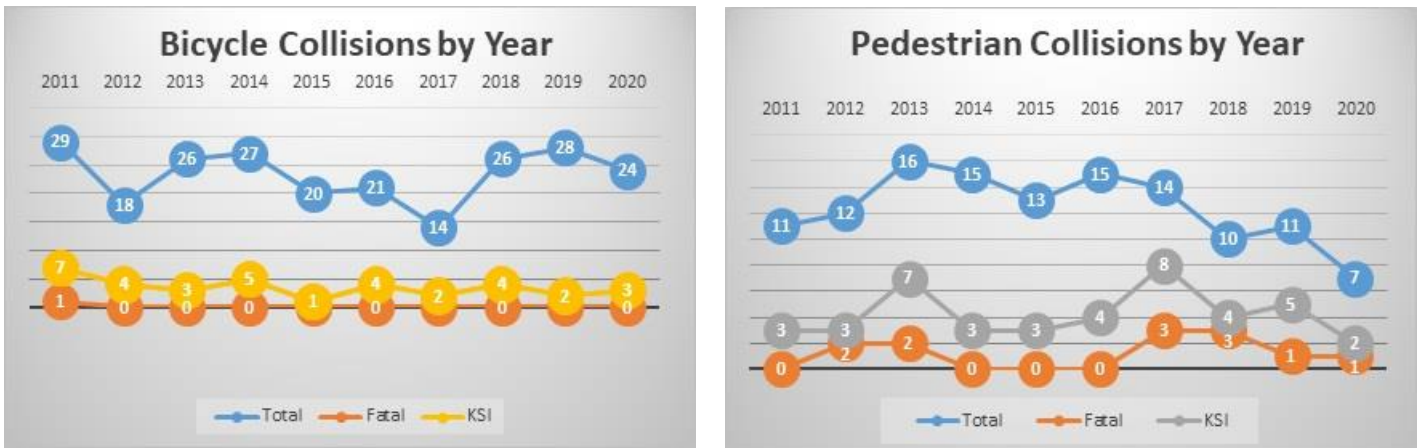 Bicycle Collisions by Year
2011 2012 2013 2014 2015 2016 2017 2018 2019 2020
29 18 26 27 20 21 14 26 28 24
7 4 3 5 1 4 2 4 2 3
1 0 0 0 0 0 0
Total Fatal KSI
Pedestrian Collisions by Year
2011 2012 2013 2014 2015 2016 2017 2018 2019 2020
11 12 16 15 13 15 14 10 11 7
3 3 7 3 3 4 8 4 5 2
0 2 2 0 0 0 3 3 1 1
Total Fatal KSI